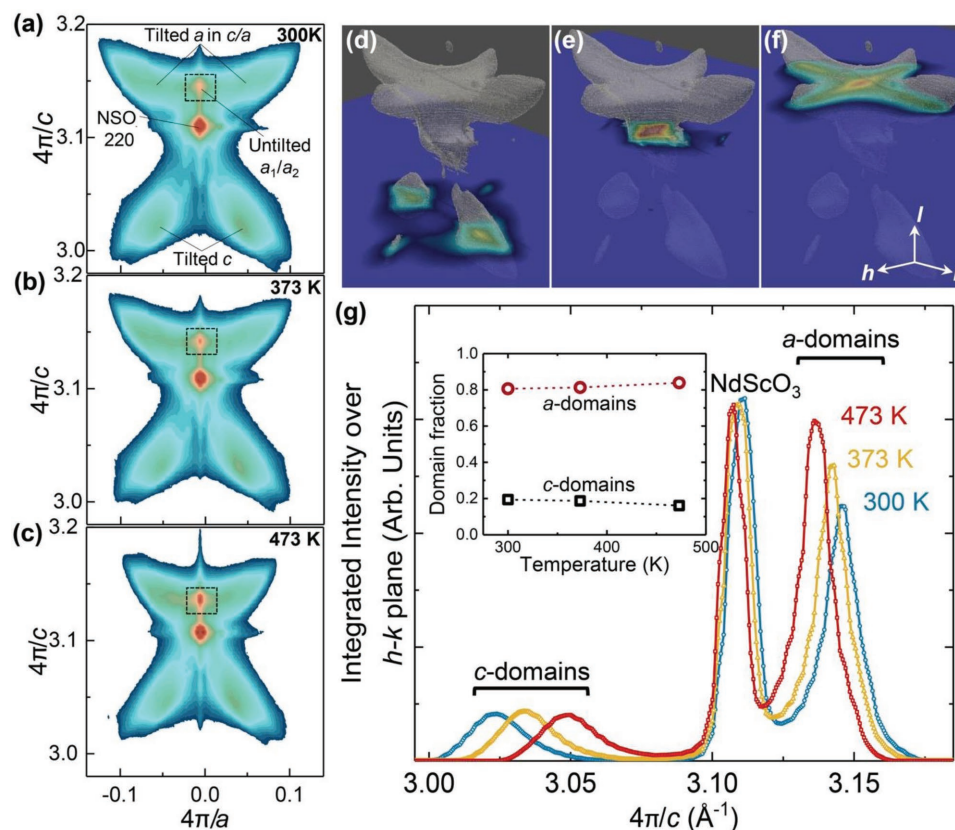 (a)
3.2
Tilted a in c/a
300K
4π/c
3.1
NSO
220
Untilted
a₁/a₂
3.0
Tilted c
(b)
3.2
373 K
4π/c
3.1
3.0
(c)
3.2
473 K
4π/c
3.1
3.0
-0.1
0.0
0.1
4π/a
(d)
(e)
(f)
l
h
(g)
Integrated Intensity over
h-k plane (Arb. Units)
Domain fraction
1.0
0.8
0.6
0.4
0.2
0.0
a-domains
c-domains
300
400
500
Temperature (K)
a-domains
NdScO₃
473 K
373 K
300 K
c-domains
3.00
3.05
3.10
3.15
4π/c (Å⁻¹)